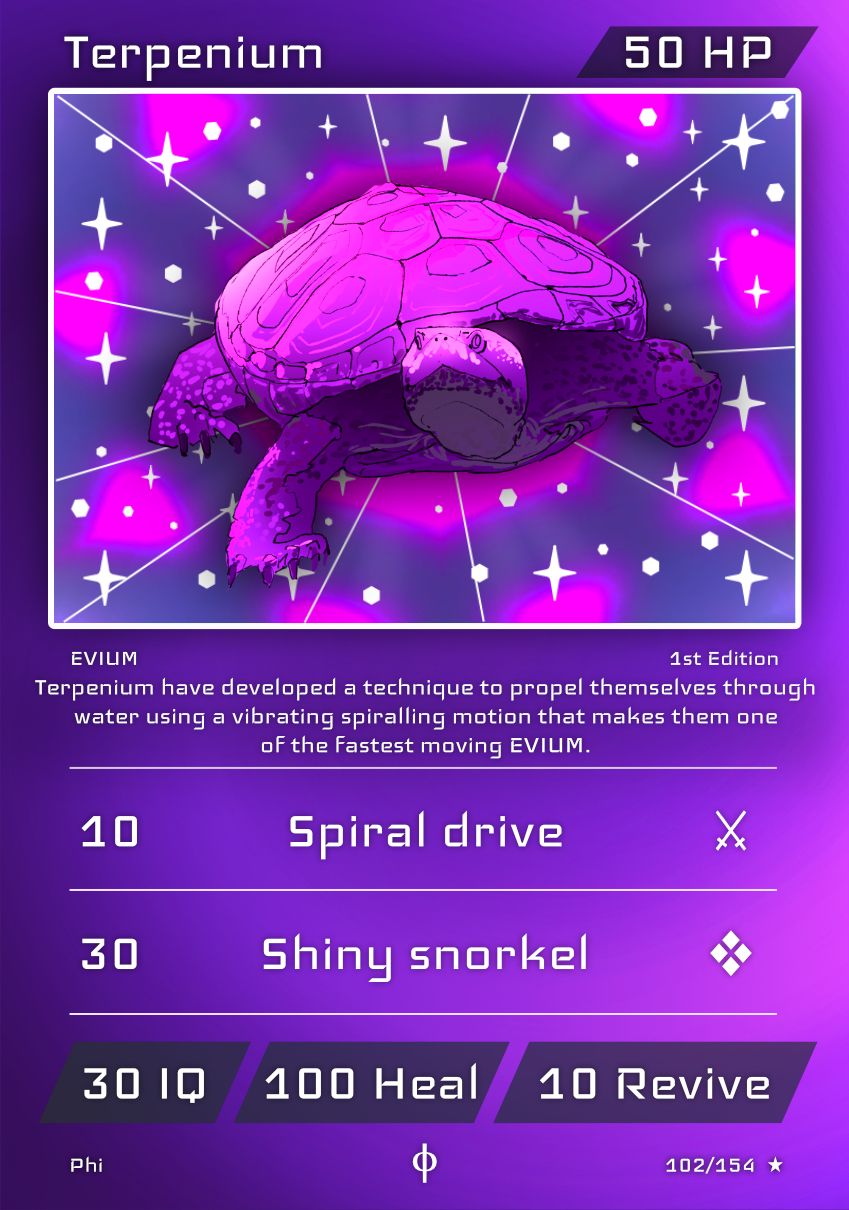 Terpenium
50 HP
EVIUM
1st Edition
Terpenium have developed a technique to propel themselves through
water using a vibrating spiralling motion that makes them one
of the fastest moving EVIUM.
10 Spiral drive
30 Shiny snorkel
30 IQ
100 Heal
10 Revive
Phi
ф
102/154 ★